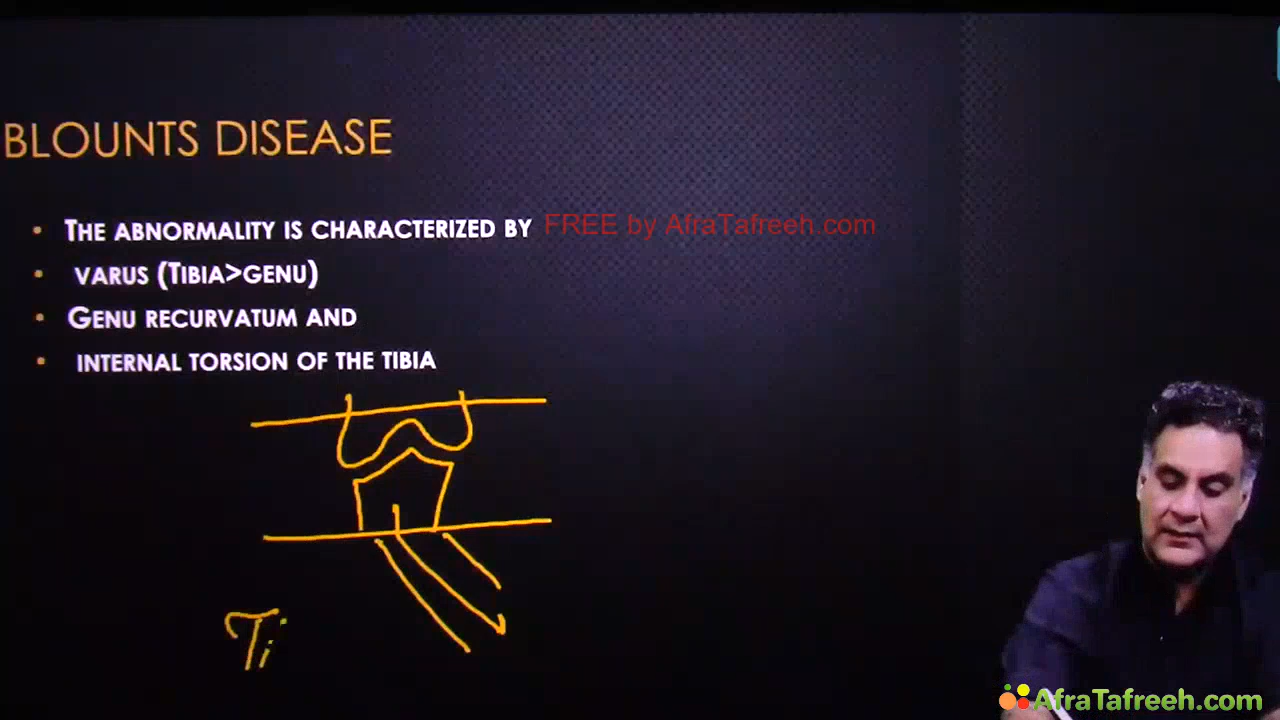 BLOUNTS DISEASE
• THE ABNORMALITY IS CHARACTERIZED BY FREE by AfraTafreeh.com
• VARUS (TIBIA>GENU)
• GENU RECURVATUM AND
• INTERNAL TORSION OF THE TIBIA
Ti
AfraTafreeh.com